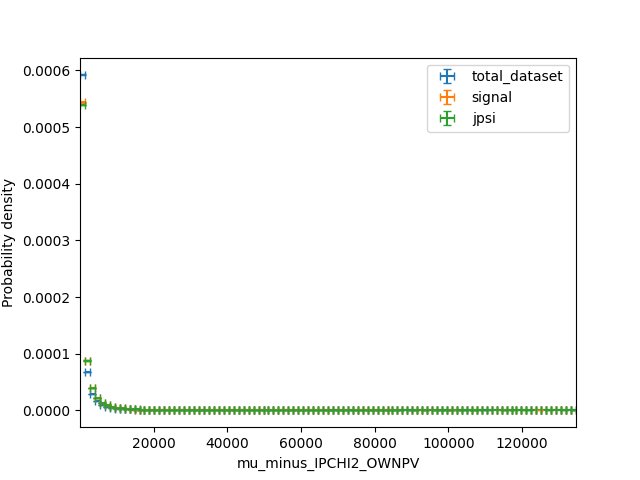 0.0006
0.0005
0.0004
0.0003
0.0002
0.0001
0.0000
Probability density
total_dataset
signal
jpsi
20000 40000 60000 80000 100000 120000
mu_minus_IPCHI2_OWNPV